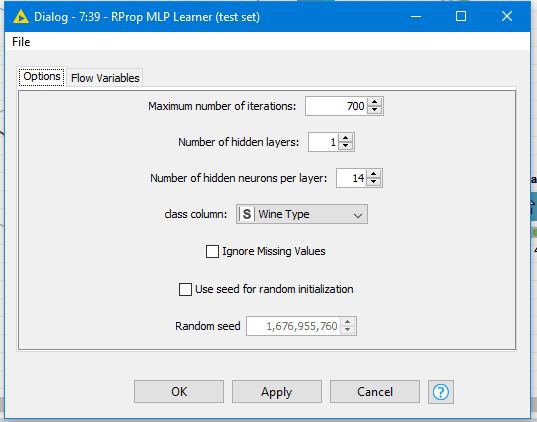 Dialog - 7:39 - RProp MLP Learner (test set)
File
Options Flow Variables
Maximum number of iterations: 700
Number of hidden layers: 1
Number of hidden neurons per layer: 14
class column: S Wine Type
Ignore Missing Values
Use seed for random initialization
Random seed 1,676,955,760
OK Apply Cancel ?